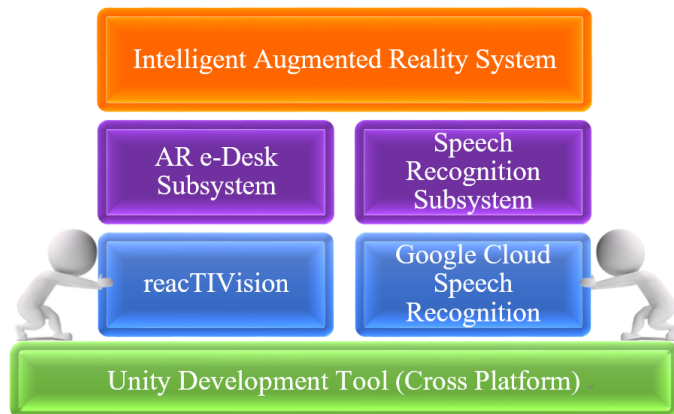 Intelligent Augmented Reality System
AR e-Desk
Subsystem
Speech
Recognition
Subsystem
reacTIVision
Google Cloud
Speech
Recognition
Unity Development Tool (Cross Platform)